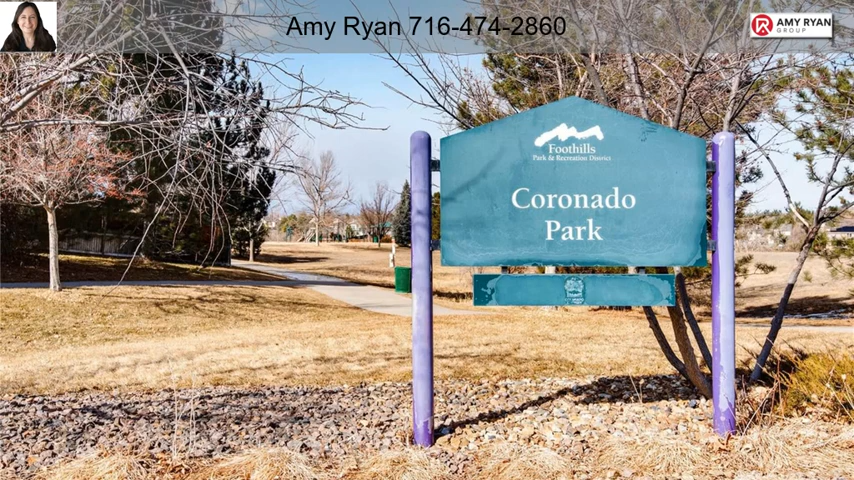 Amy Ryan 716-474-2860
AMY RYAN
GROUP
Foothills
Park & Recreation District
Coronado
Park